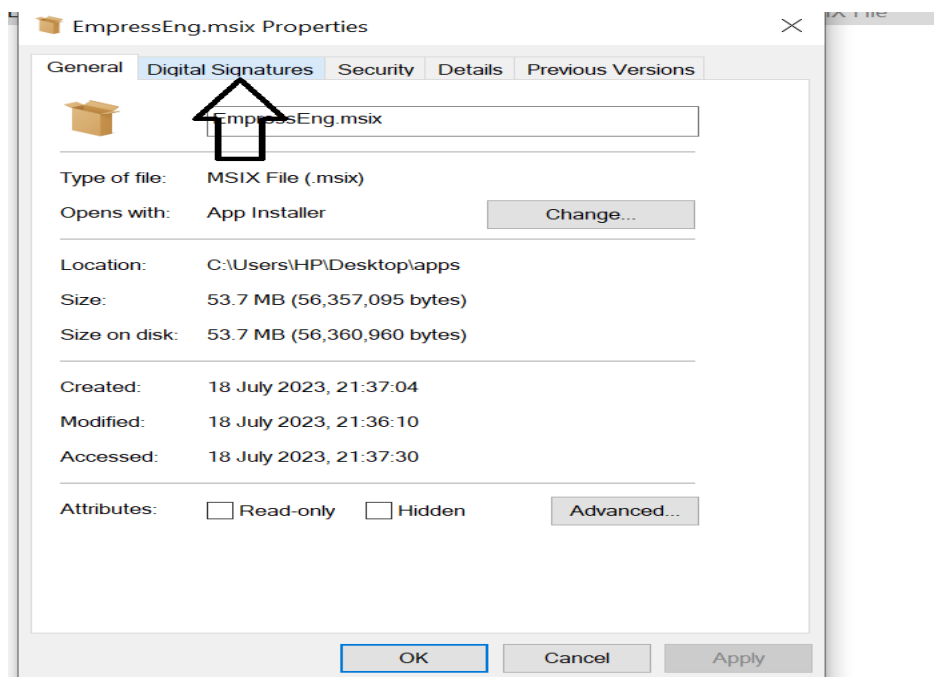 EmpressEng.msix Properties
General Digital Signatures Security Details Previous Versions
EmpressEng.msix
Type of file: MSIX File (.msix)
Opens with: App Installer Change...
Location: C:\Users\HP\Desktop\apps
Size: 53.7 MB (56,357,095 bytes)
Size on disk: 53.7 MB (56,360,960 bytes)
Created: 18 July 2023, 21:37:04
Modified: 18 July 2023, 21:36:10
Accessed: 18 July 2023, 21:37:30
Attributes: Read-only Hidden Advanced...
OK Cancel Apply